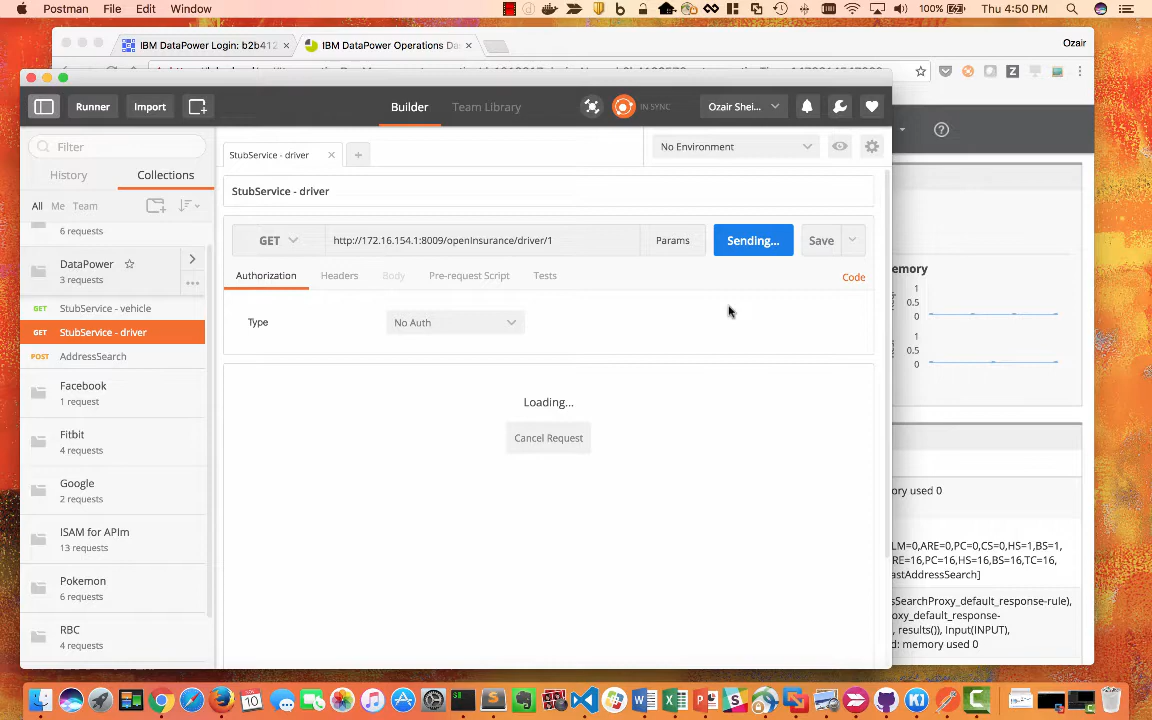 Postman File Edit Window
100% Thu 4:50 PM
IBM DataPower Login: b2b412
IBM DataPower Operations Da
Ozair
Runner
Import
Builder
Team Library
IN SYNC
Ozair Shei...
Filter
History
Collections
All Me Team
6 requests
DataPower
3 requests
GET StubService - vehicle
GET StubService - driver
POST AddressSearch
Facebook
1 request
Fitbit
4 requests
Google
2 requests
ISAM for APIm
13 requests
Pokemon
6 requests
RBC
4 requests
StubService - driver
No Environment
StubService - driver
GET
http://172.16.154.1:8009/openInsurance/driver/1
Params
Sending...
Save
Authorization
Headers
Body
Pre-request Script
Tests
Code
Type
No Auth
Loading...
Cancel Request
emory
1
0.5
0
1
0.5
0
mory used 0
LM=0,ARE=0,PC=0,CS=0,HS=1,BS=1,
RE=16,PC=16,HS=16,BS=16,TC=16,
astAddressSearch]
sSearchProxy_default_response-rule),
oxy_default_response-
, results()), Input(INPUT),
d: memory used 0